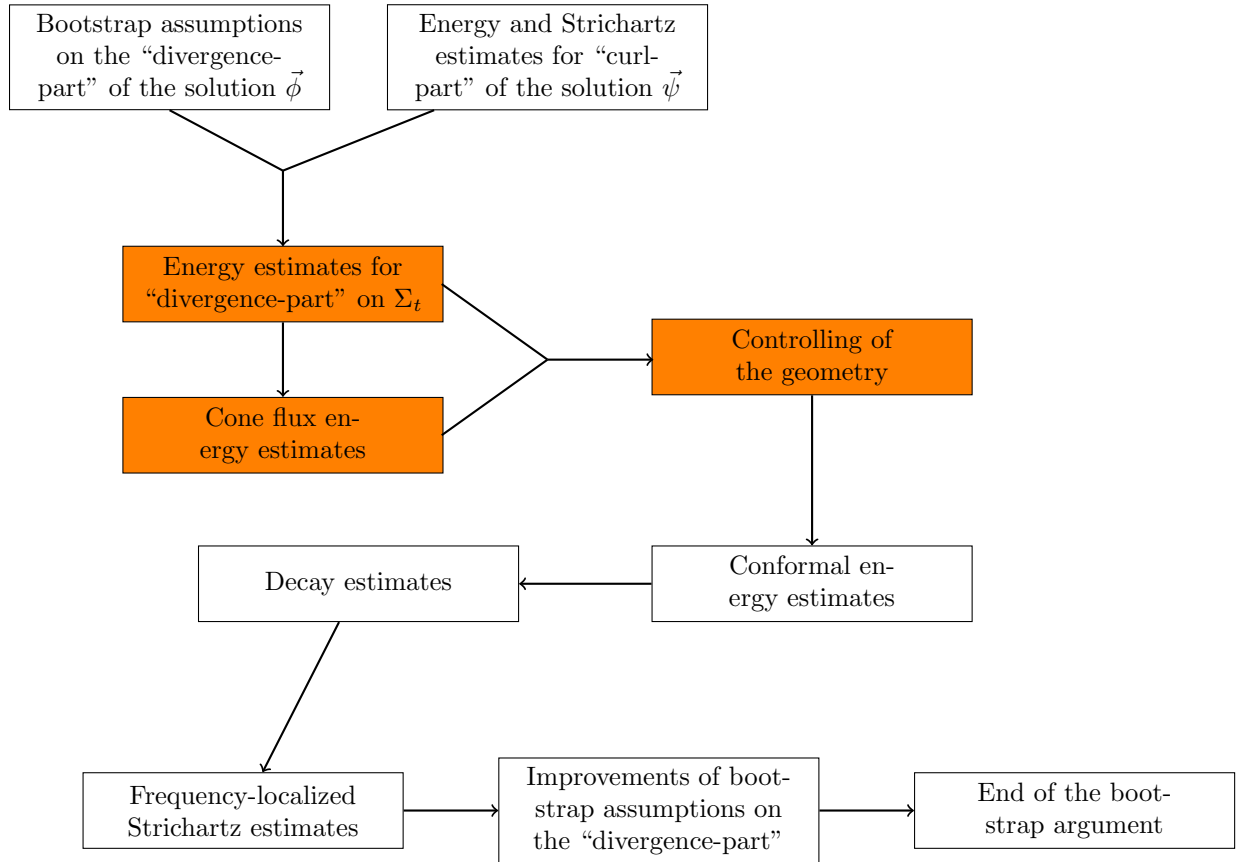 Bootstrap assumptions
on the “divergence-
part” of the solution $\vec{\phi}$
Energy and Strichartz
estimates for “curl-
part” of the solution $\vec{\psi}$
Energy estimates for
“divergence-part” on $\Sigma_t$
Controlling of
the geometry
Cone flux en-
ergy estimates
Decay estimates
Conformal en-
ergy estimates
Frequency-localized
Strichartz estimates
Improvements of boot-
strap assumptions on
the “divergence-part”
End of the boot-
strap argument